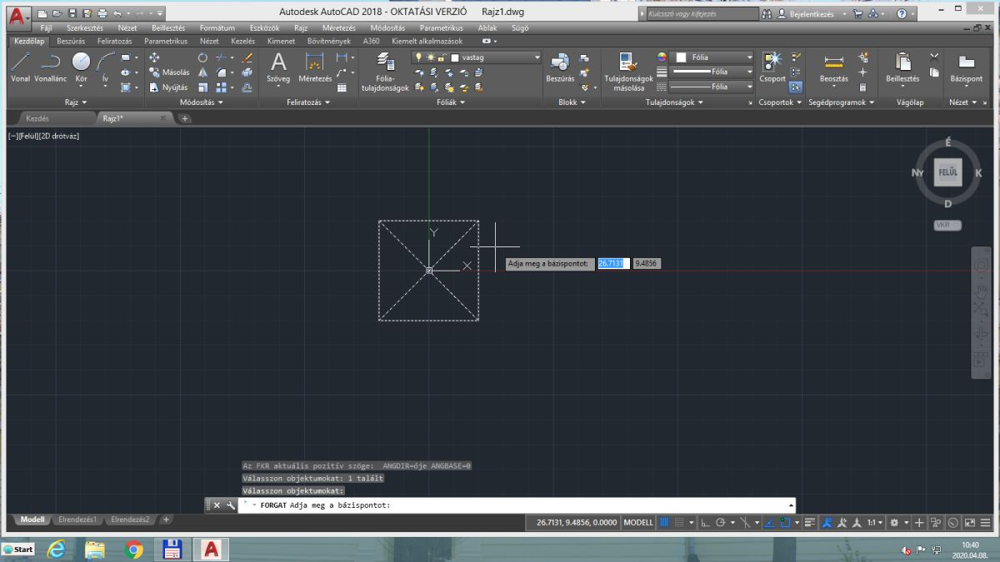 Autodesk AutoCAD 2018 - OKTATÁSI VERZIÓ Rajz1.dwg
Kulcsszó vagy kifejezés
Bejelentkezés
Fájl Szerkesztés Nézet Beillesztés Formátum Eszközök Rajz Méretezés Módosítás Parametrikus Ablak Súgó
Kezdőlap Beszúrás Feliratozás Parametrikus Nézet Kezelés Kimenet Bővítmények A360 Kiemelt alkalmazások
Vonal Vonallánc Kör Ív
Másolás
Nyújtás
Szöveg Méretezés
Fólia-
tulajdonságok
vastag
Beszúrás
Tulajdonságok
másolása
Fólia
Fólia
Fólia
Csoport
Beosztás
Beillesztés
Bázispont
Rajz Módosítás Feliratozás Fóliák Blokk Tulajdonságok Csoportok Segédprogramok Vágólap Nézet
Kezdés Rajz1*
[−][Felül][2D drótváz]
É
Ny FELÜL K
D
VKR
Y
X
Adja meg a bázispontot: 26.7131 9.4856
Az FKR aktuális pozitív szöge: ANGDIR=óje ANGBASE=0
Válasszon objektumokat: 1 talált
Válasszon objektumokat:
FORGAT Adja meg a bázispontot:
Modell Elrendezés1 Elrendezés2
26.7131, 9.4856, 0.0000 MODELL 1:1
Start
10:40
2020.04.08.